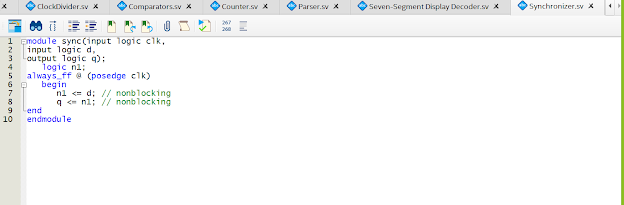 ClockDivider.sv Comparators.sv Counter.sv Parser.sv Seven-Segment Display Decoder.sv Synchronizer.sv
267
268
1 module sync(input logic clk,
2 input logic d,
3 output logic q);
4 logic n1;
5 always_ff @ (posedge clk)
6 begin
7 n1 <= d; // nonblocking
8 q <= n1; // nonblocking
9 end
10 endmodule